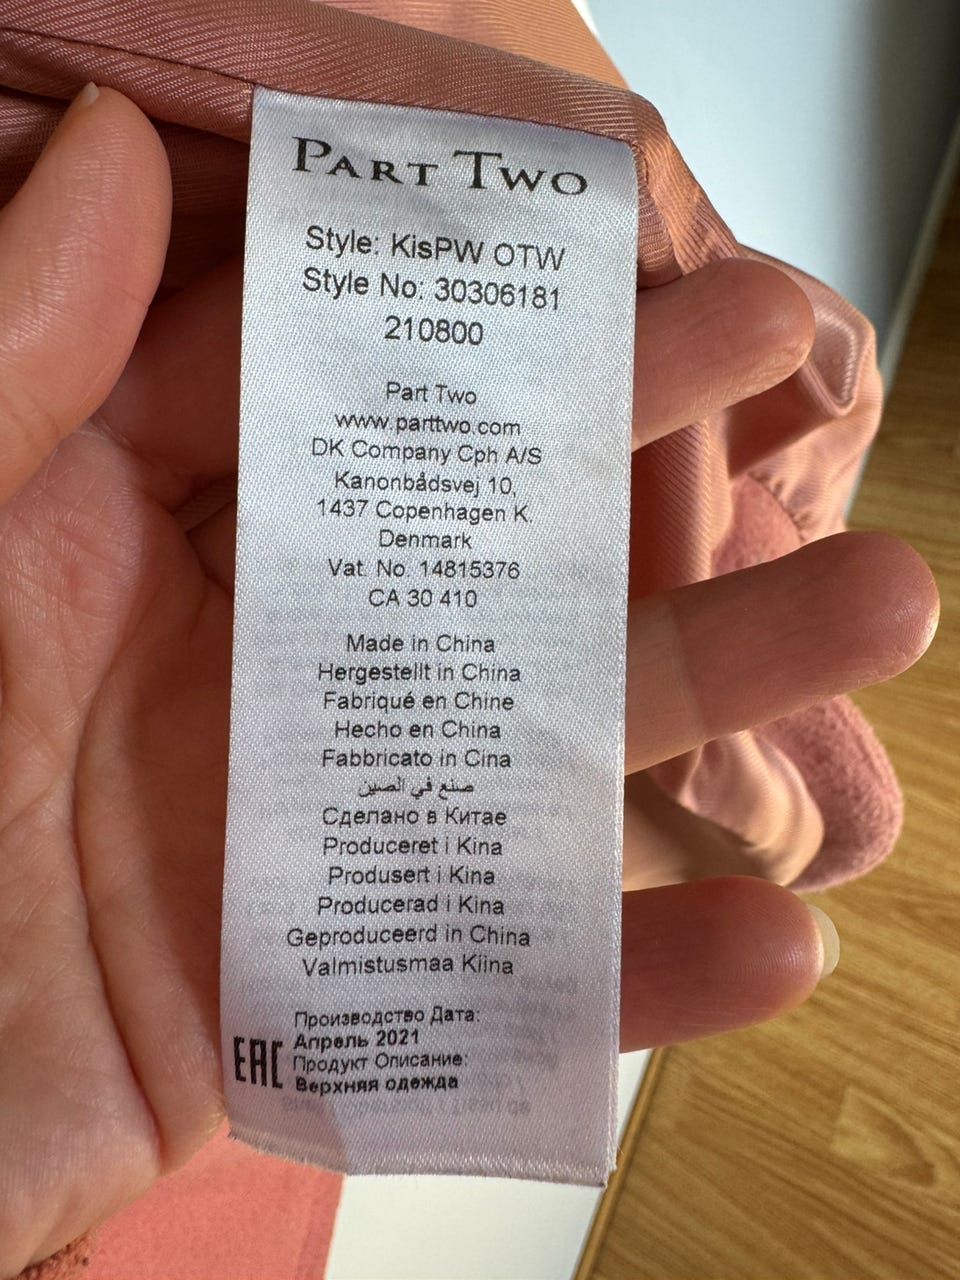 PART TWO
Style: KisPW OTW
Style No: 30306181
210800
Part Two
www.parttwo.com
DK Company Cph A/S
Kanonbådsvej 10,
1437 Copenhagen K.
Denmark
Vat. No. 14815376
CA 30 410
Made in China
Hergestellt in China
Fabriqué en Chine
Hecho en China
Fabbricato in Cina
صنع في الصين
Сделано в Китае
Produceret i Kina
Produsert i Kina
Producerad i Kina
Geproduceerd in China
Valmistusmaa Kiina
Производство Дата:
Апрель 2021
Продукт Описание:
Верхняя одежда
EAC